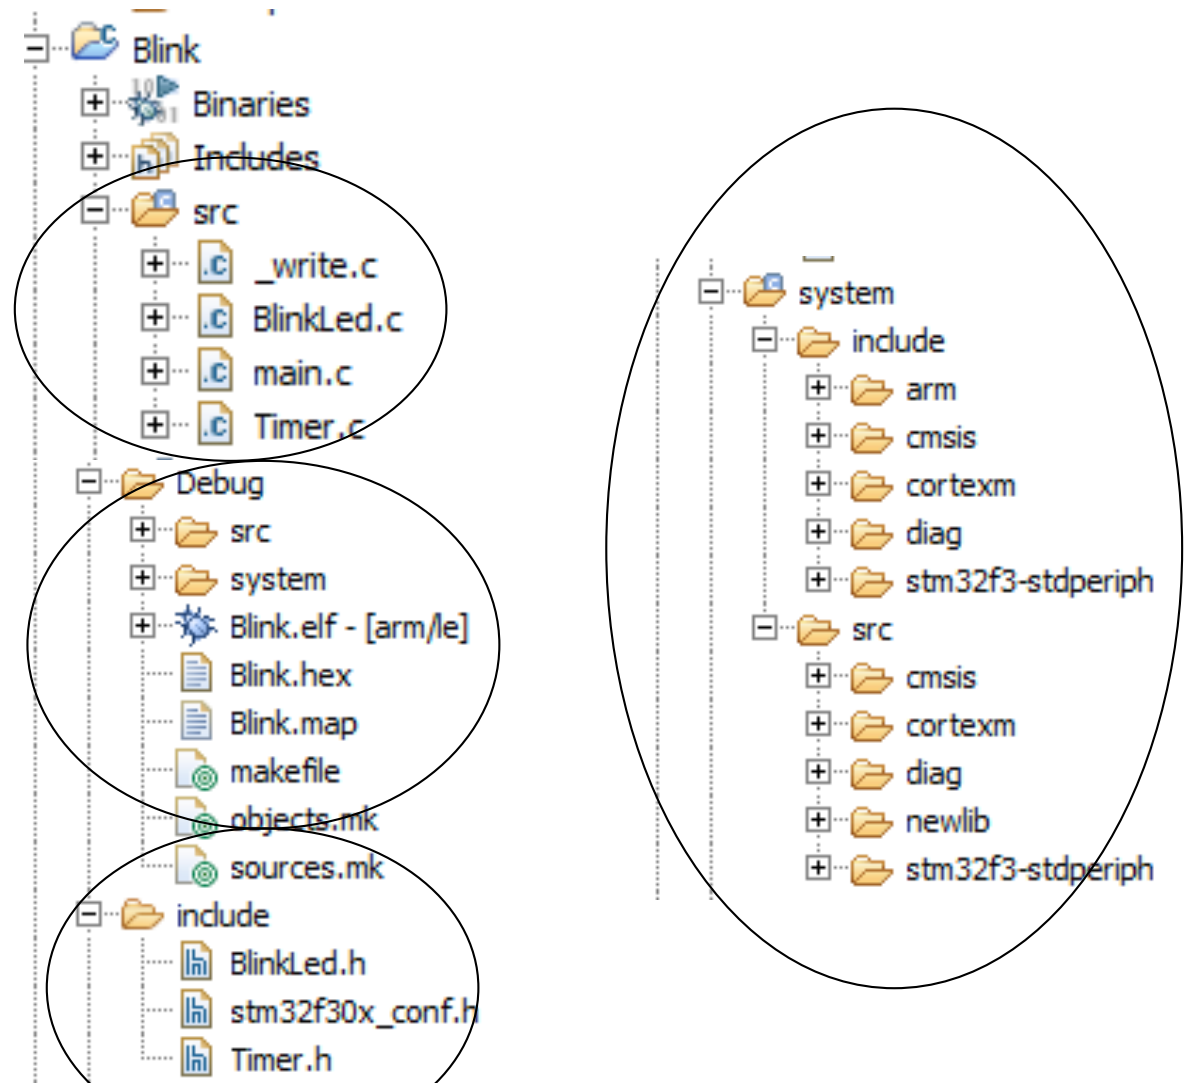 Blink
Binaries
Includes
src
_write.c
BlinkLed.c
main.c
Timer.c
Debug
src
system
Blink.elf - [arm/le]
Blink.hex
Blink.map
makefile
objects.mk
sources.mk
include
BlinkLed.h
stm32f30x_conf.h
Timer.h
system
include
arm
cmsis
cortexm
diag
stm32f3-stdperiph
src
cmsis
cortexm
diag
newlib
stm32f3-stdperiph